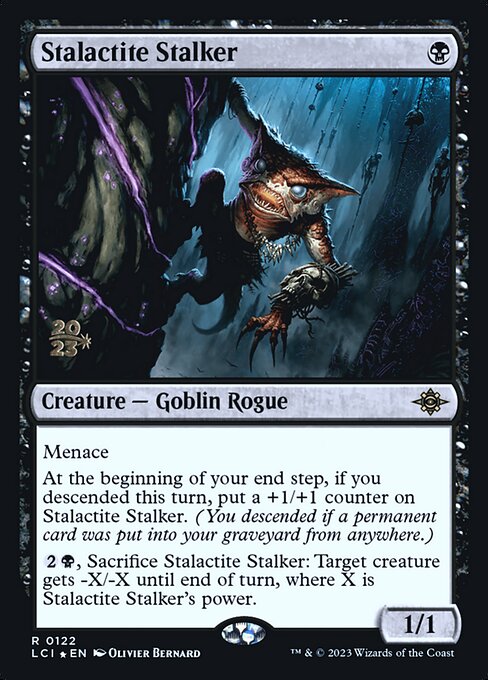 Stalactite Stalker
20
23
Creature — Goblin Rogue
Menace
At the beginning of your end step, if you
descended this turn, put a +1/+1 counter on
Stalactite Stalker. (You descended if a permanent
card was put into your graveyard from anywhere.)
2, Sacrifice Stalactite Stalker: Target creature
gets -X/-X until end of turn, where X is
Stalactite Stalker's power.
1/1
R 0122
LCI ★ EN Olivier Bernard
™ & © 2023 Wizards of the Coast